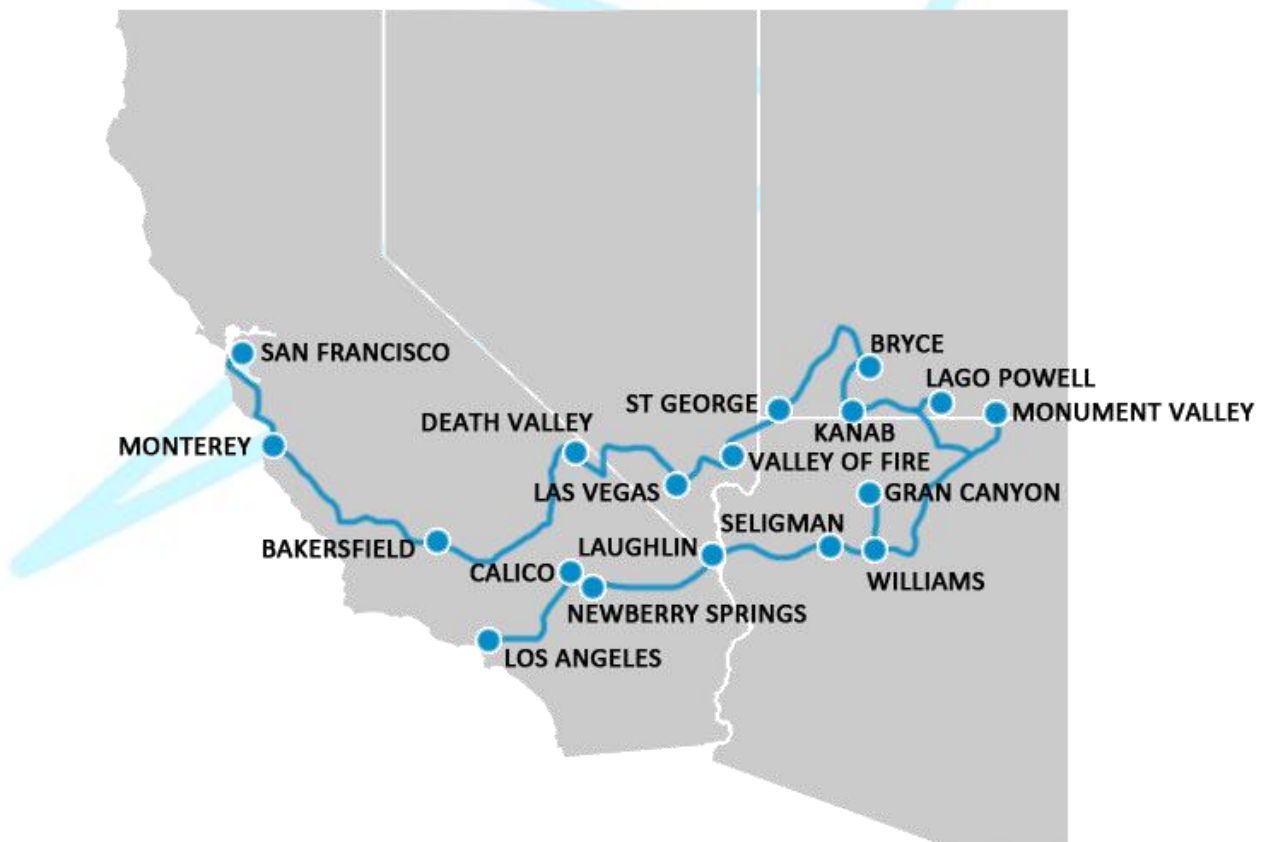 SAN FRANCISCO
BRYCE
LAGO POWELL
ST GEORGE
MONUMENT VALLEY
DEATH VALLEY
KANAB
MONTEREY
VALLEY OF FIRE
LAS VEGAS
GRAN CANYON
SELIGMAN
BAKERSFIELD
LAUGHLIN
CALICO
WILLIAMS
NEWBERRY SPRINGS
LOS ANGELES